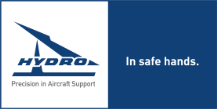 HYDRO
Precision in Aircraft Support
In safe hands.